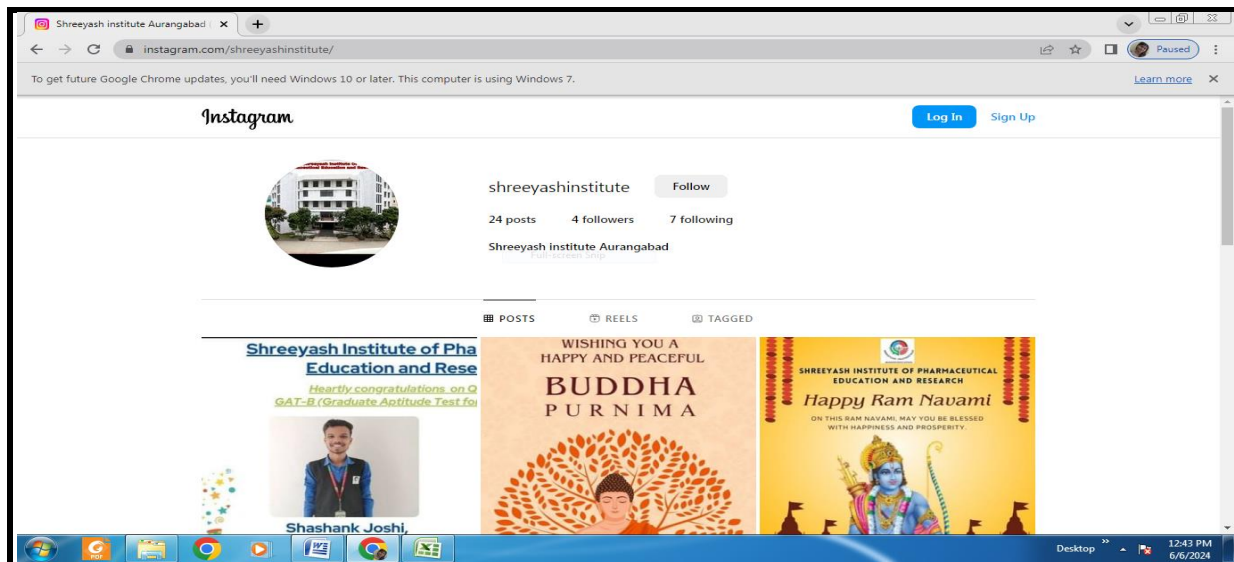 Shreeyash institute Aurangabad
instagram.com/shreeyashinstitute/
Paused
To get future Google Chrome updates, you'll need Windows 10 or later. This computer is using Windows 7.
Learn more
Instagram
Log In
Sign Up
shreeyashinstitute
Follow
24 posts 4 followers 7 following
Shreeyash institute Aurangabad
Full-screen Snip
POSTS
REELS
TAGGED
Shreeyash Institute of Pha
Education and Rese
Heartly congratulations on Q
GAT-B (Graduate Aptitude Test fo
Shashank Joshi,
WISHING YOU A
HAPPY AND PEACEFUL
BUDDHA
PURNIMA
SHREEYASH INSTITUTE OF PHARMACEUTICAL
EDUCATION AND RESEARCH
Happy Ram Navami
ON THIS RAM NAVAMI, MAY YOU BE BLESSED
WITH HAPPINESS AND PROSPERITY.
PDF
Desktop
12:43 PM
6/6/2024